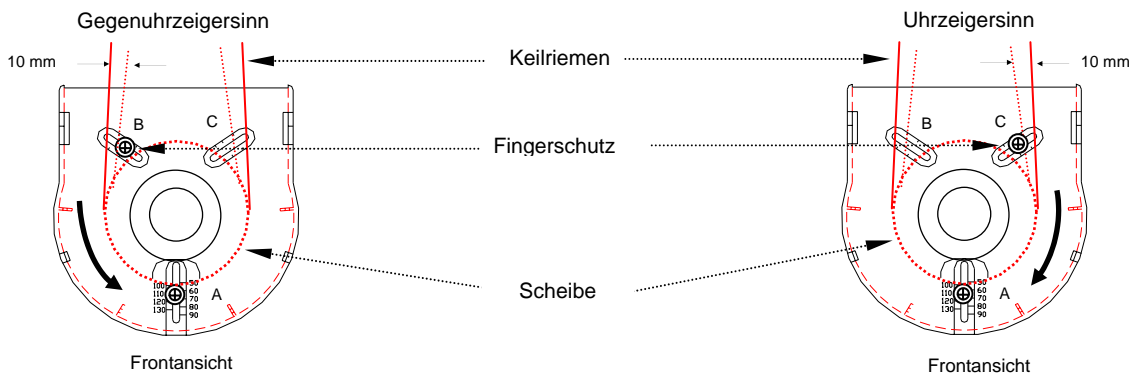 Gegenuhrzeigersinn
Uhrzeigersinn
10 mm
Keilriemen
10 mm
B
C
B
C
Fingerschutz
Scheibe
A
100 50
110 60
120 70
130 80
90
A
100 50
110 60
120 70
130 80
90
Frontansicht
Frontansicht